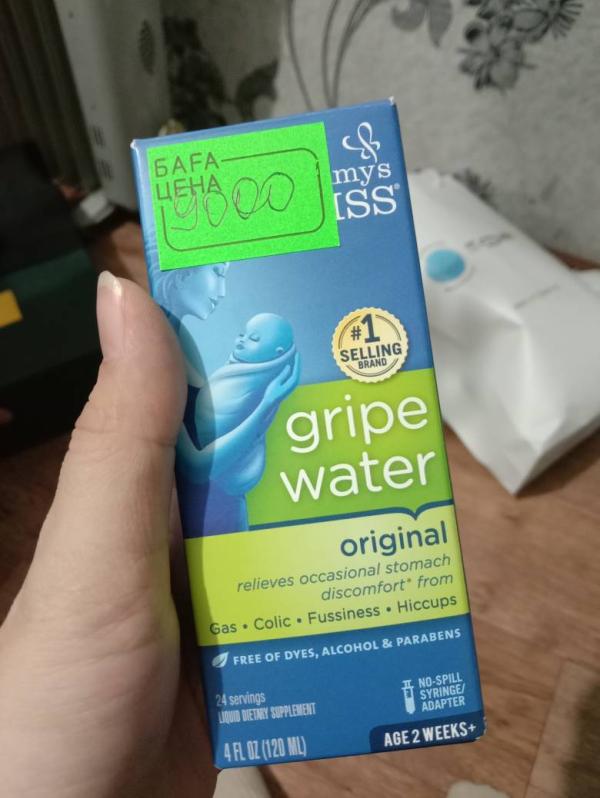 БАҒА
ЦЕНА
9000
mys
ISS®
#1
SELLING
BRAND
gripe
water
original
relieves occasional stomach
discomfort* from
Gas • Colic • Fussiness • Hiccups
FREE OF DYES, ALCOHOL & PARABENS
24 servings
LIQUID DIETARY SUPPLEMENT
NO-SPILL
SYRINGE/
ADAPTER
4 FL OZ (120 ML)
AGE 2 WEEKS+